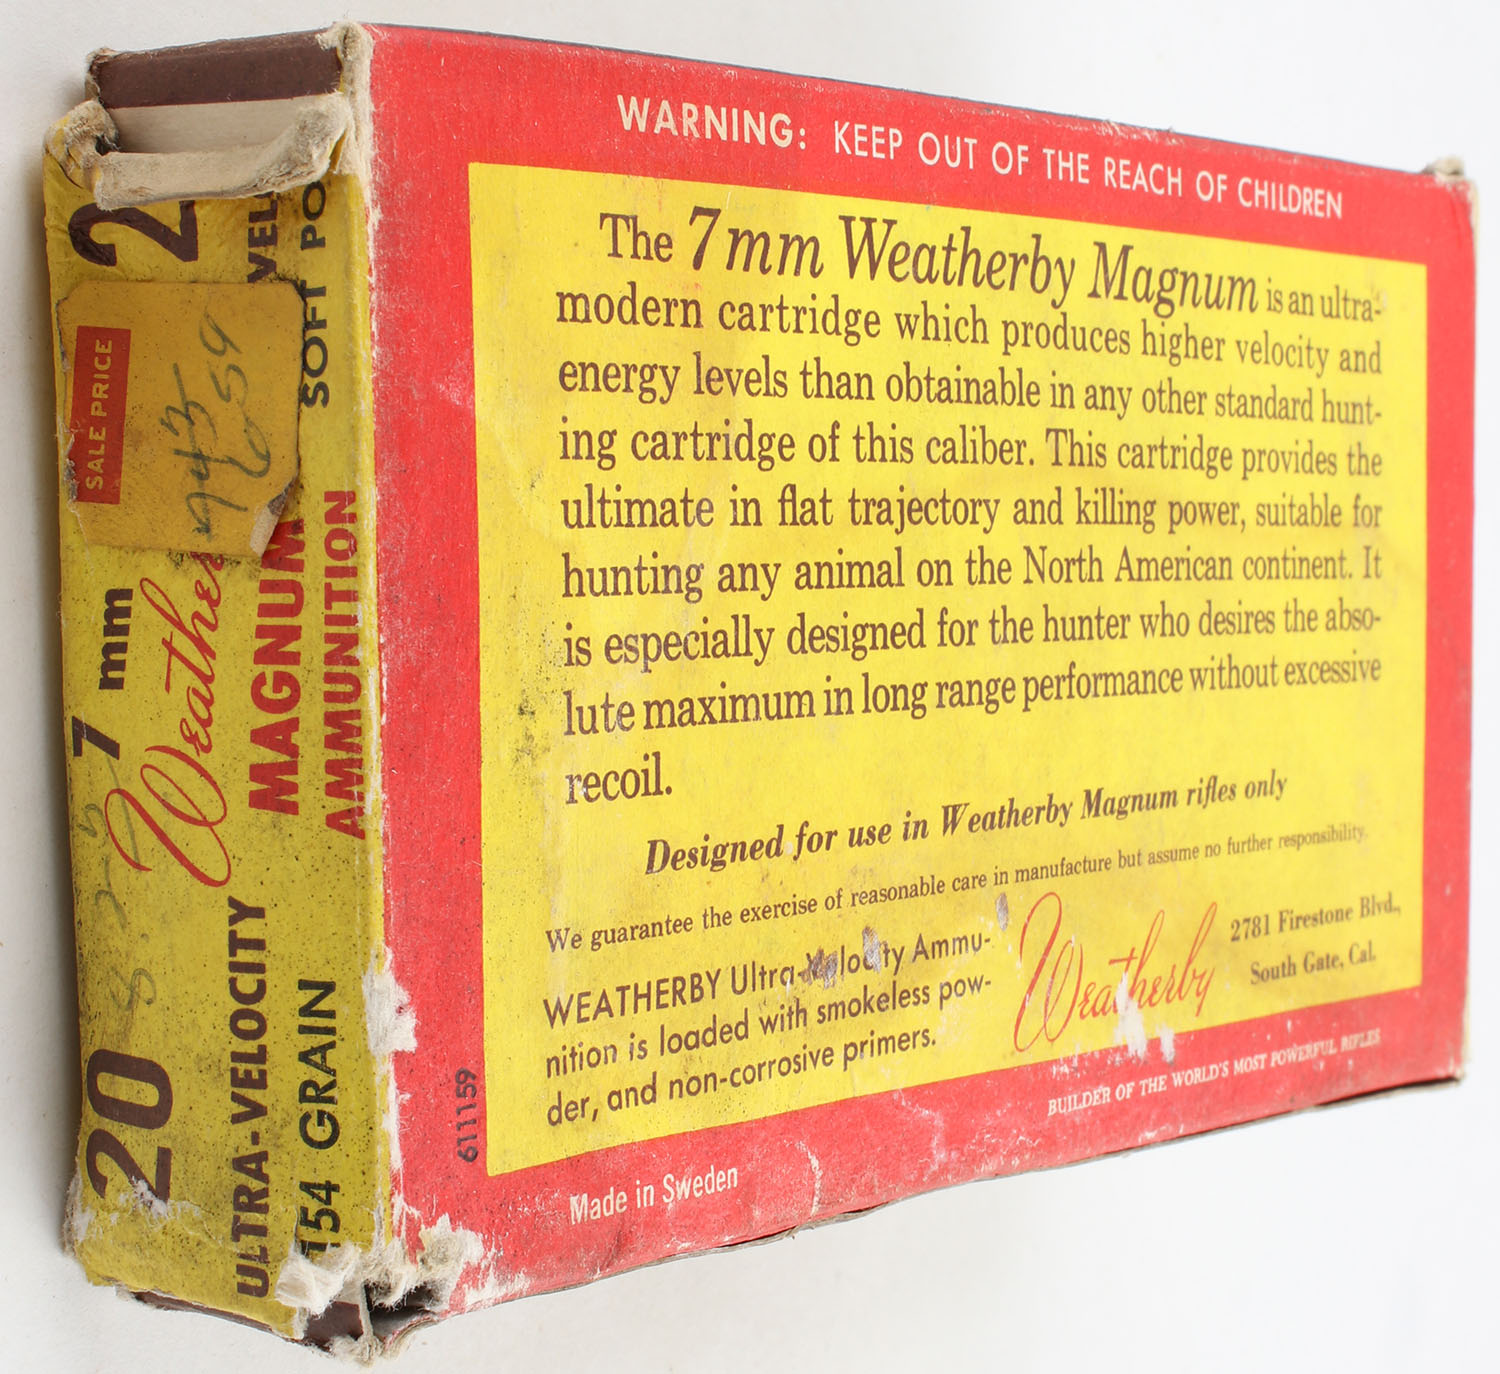 WARNING: KEEP OUT OF THE REACH OF CHILDREN
The 7mm Weatherby Magnum is an ultra-
modern cartridge which produces higher velocity and
energy levels than obtainable in any other standard hunt-
ing cartridge of this caliber. This cartridge provides the
ultimate in flat trajectory and killing power, suitable for
hunting any animal on the North American continent. It
is especially designed for the hunter who desires the abso-
lute maximum in long range performance without excessive
recoil.
Designed for use in Weatherby Magnum rifles only
We guarantee the exercise of reasonable care in manufacture but assume no further responsibility.
WEATHERBY Ultra-Velocity Ammu-
nition is loaded with smokeless pow-
der, and non-corrosive primers.
Weatherby
2781 Firestone Blvd.,
South Gate, Cal.
BUILDER OF THE WORLD'S MOST POWERFUL RIFLES
611159
Made in Sweden
20 7 mm 2
Weather
ULTRA-VELOCITY MAGNUM VEL
154 GRAIN AMMUNITION SOFT PO
SALE PRICE